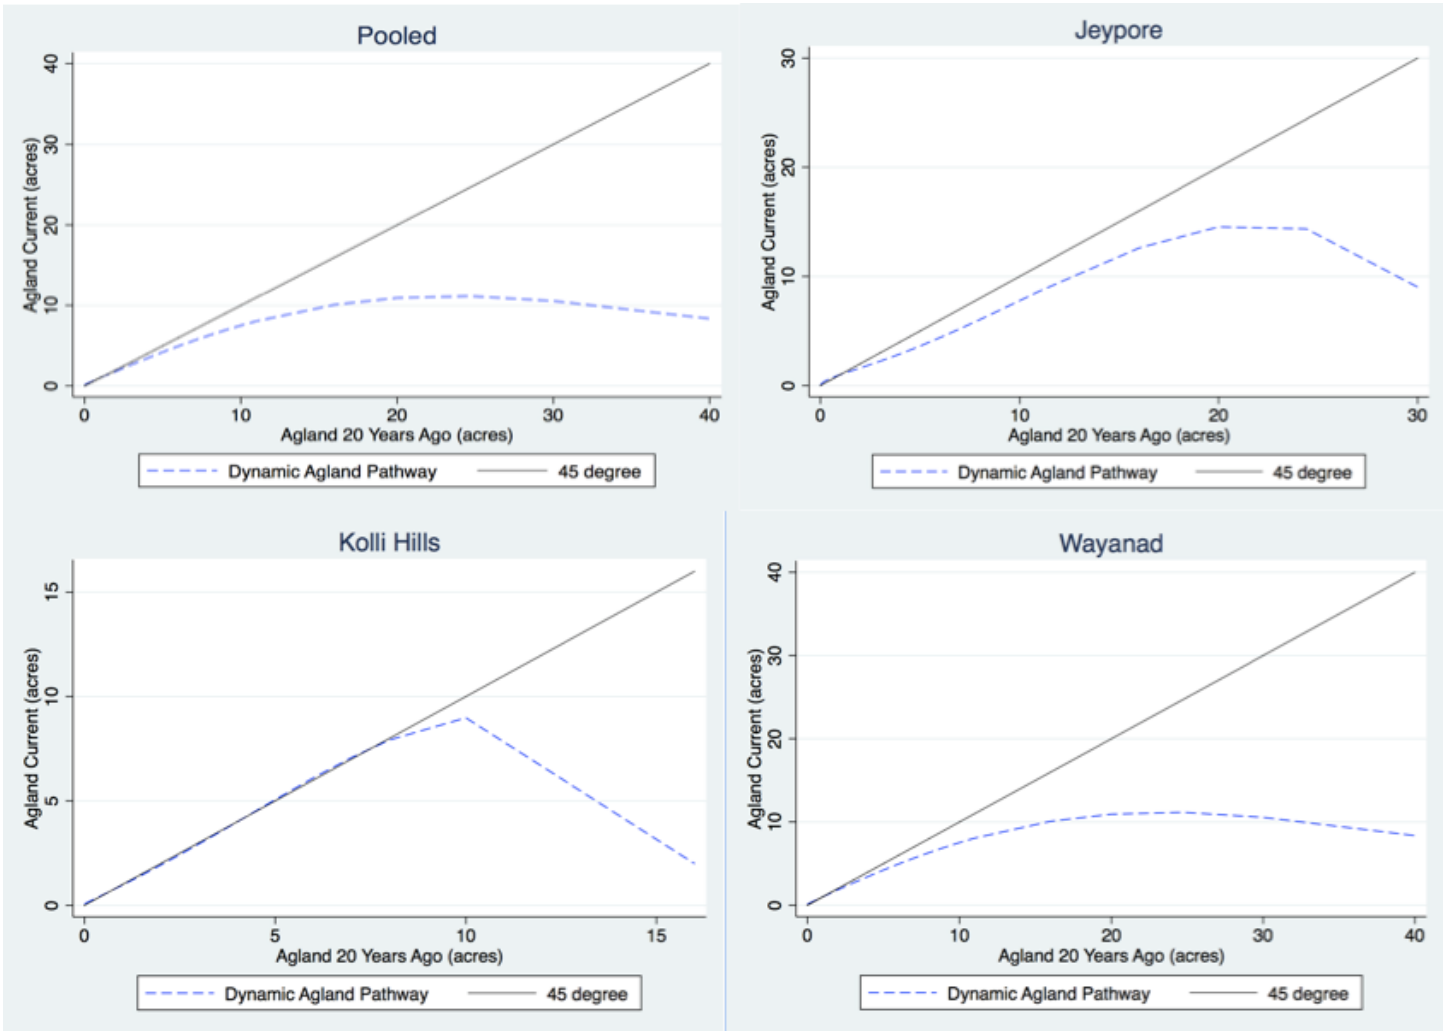 Pooled
Agland Current (acres)
40
30
20
10
0
0 10 20 30 40
Agland 20 Years Ago (acres)
Dynamic Agland Pathway 45 degree
Jeypore
Agland Current (acres)
30
20
10
0
0 10 20 30
Agland 20 Years Ago (acres)
Dynamic Agland Pathway 45 degree
Kolli Hills
Agland Current (acres)
15
10
5
0
0 5 10 15
Agland 20 Years Ago (acres)
Dynamic Agland Pathway 45 degree
Wayanad
Agland Current (acres)
40
30
20
10
0
0 10 20 30 40
Agland 20 Years Ago (acres)
Dynamic Agland Pathway 45 degree